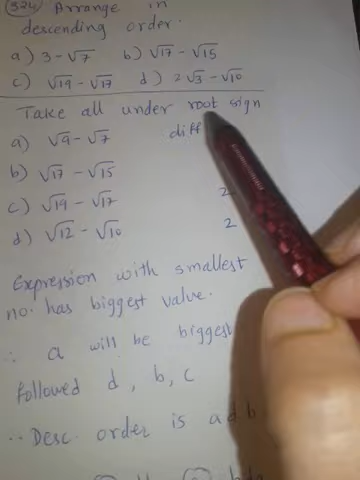 324 Arrange in
descending order.
a) 3-√7 b) √17-√15
c) √19-√17 d) 2√3-√10
Take all under root sign
diff
a) √9-√7
b) √17-√15
c) √19-√17 2
d) √12-√10 2
Expression with smallest
no. has biggest value.
∴ a will be biggest
followed d, b, c
∴ Desc. order is a d b